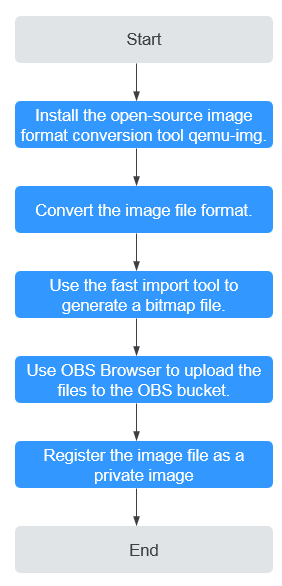 Start
Install the open-source image
format conversion tool qemu-img.
Convert the image file format.
Use the fast import tool to
generate a bitmap file.
Use OBS Browser to upload the
files to the OBS bucket.
Register the image file as a
private image
End